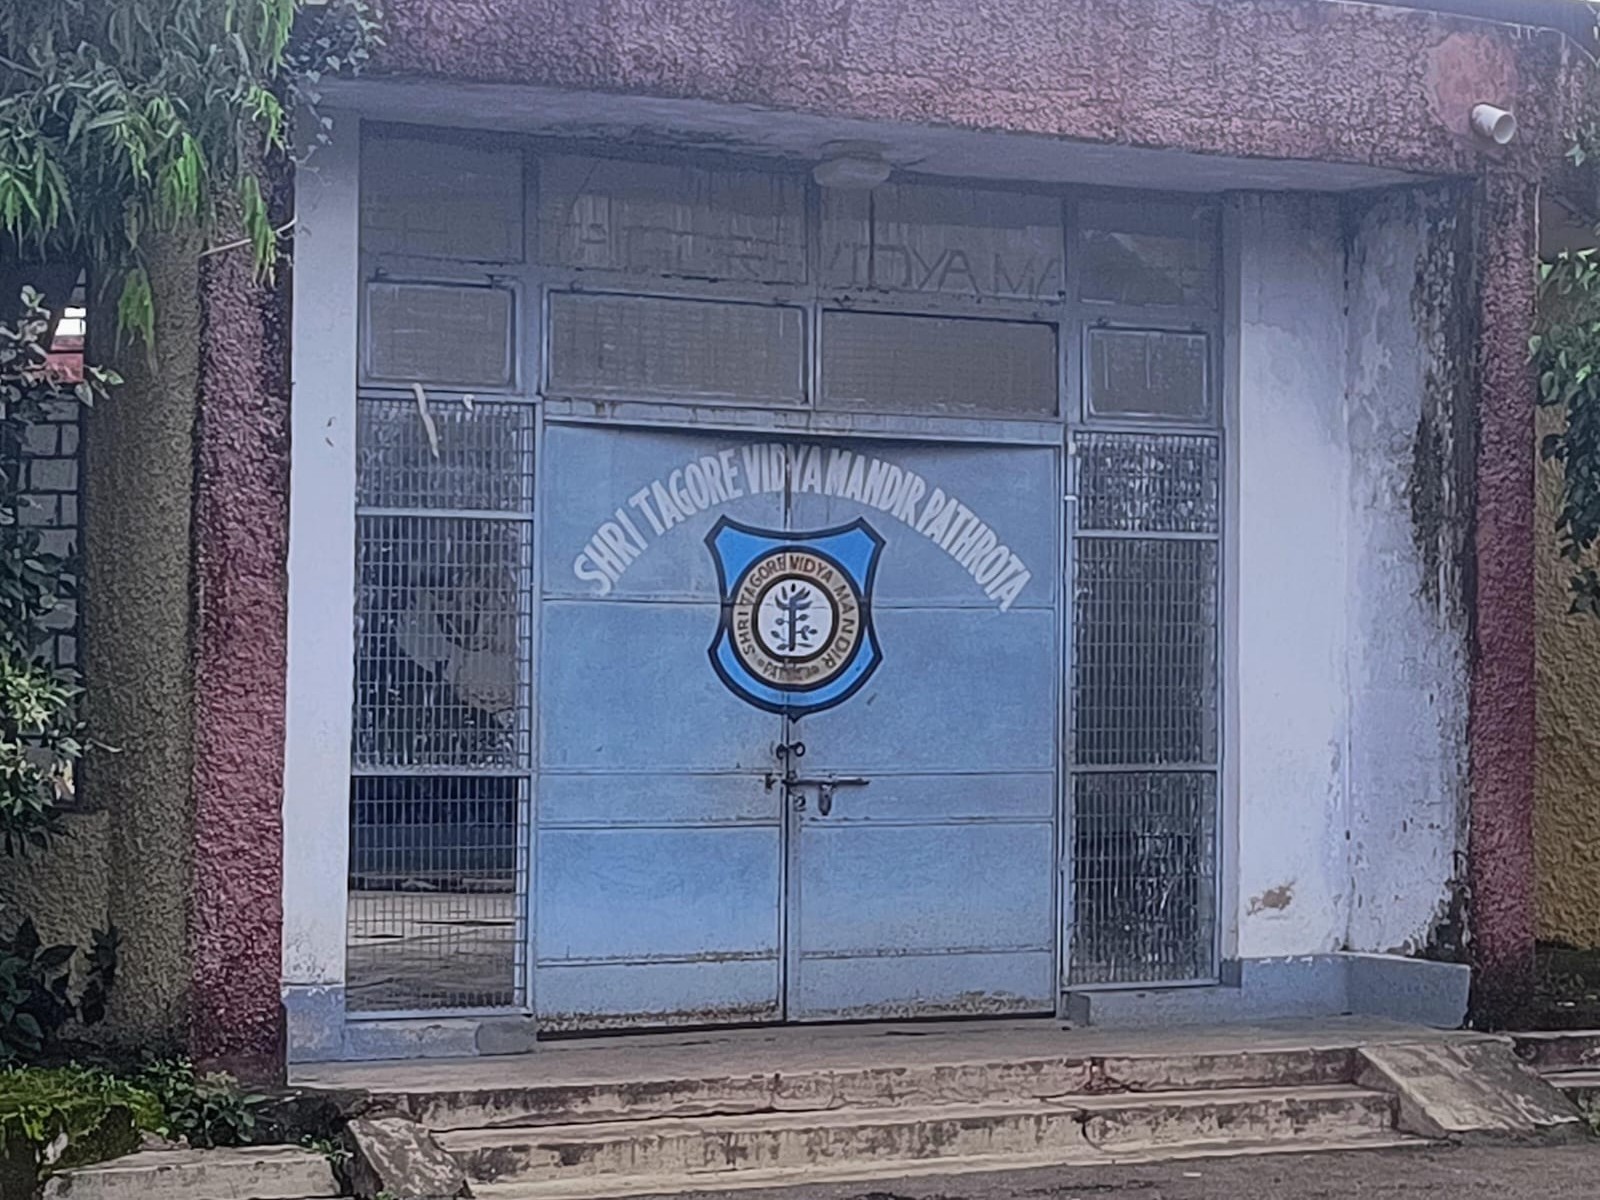 VIDYA MA
SHRI TAGORE VIDYA MANDIR PATHROTA
SHRI TAGORE VIDYA MANDIR